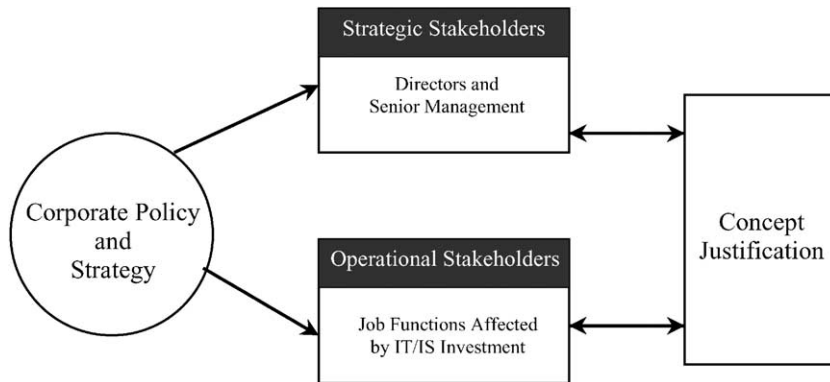 Strategic Stakeholders
Directors and
Senior Management
Corporate Policy
and
Strategy
Concept
Justification
Operational Stakeholders
Job Functions Affected
by IT/IS Investment